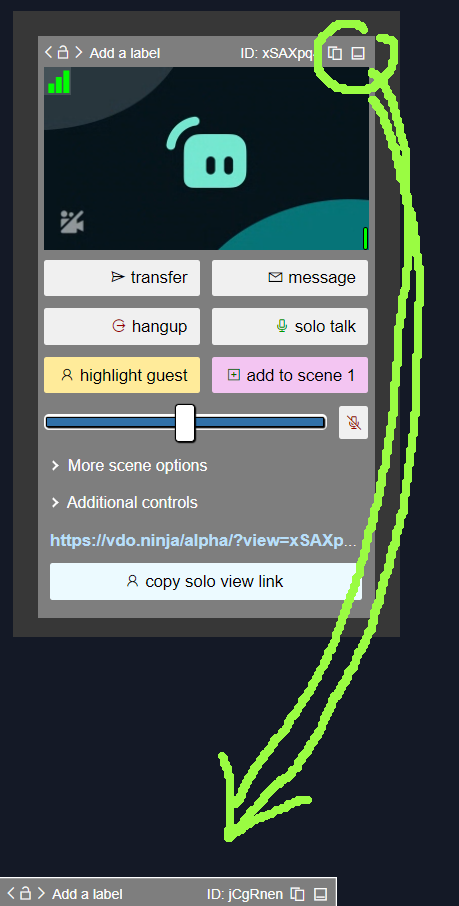 Add a label ID: xSAXpq
transfer message
hangup solo talk
highlight guest add to scene 1
More scene options
Additional controls
https://vdo.ninja/alpha/?view=xSAXp...
copy solo view link
Add a label ID: jCgRnen